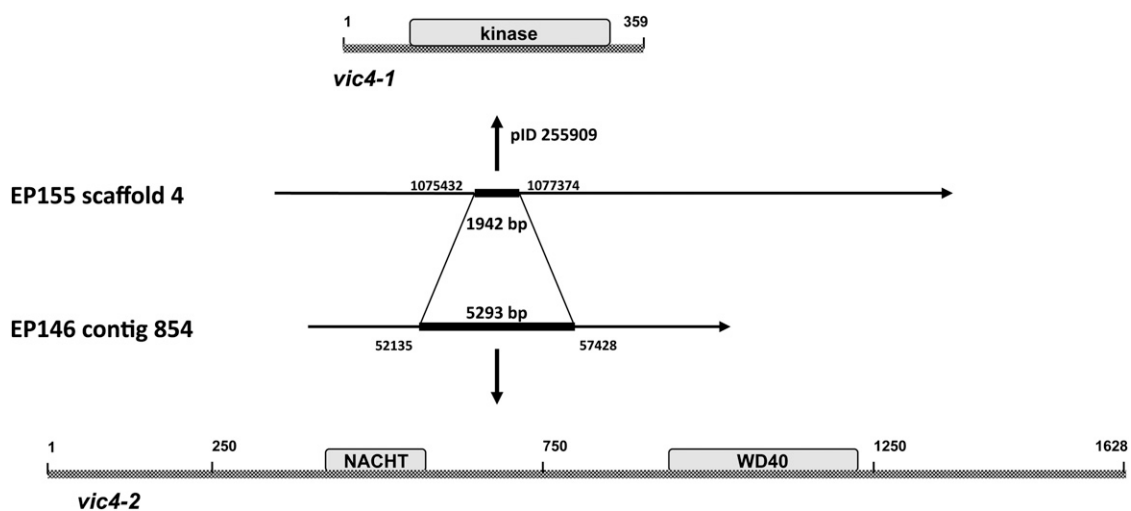 1 359
kinase
vic4-1
pID 255909
EP155 scaffold 4
1075432 1077374
1942 bp
5293 bp
EP146 contig 854
52135 57428
1 250 750 1250 1628
NACHT WD40
vic4-2